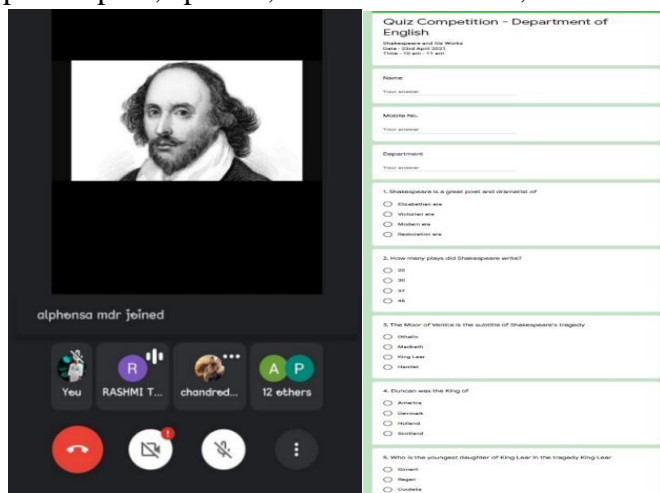 alphonsa mdr joined
You
R
RASHMI T...
chandred...
A P
12 others
Quiz Competition - Department of
English
Shakespeare and his Works
Date - 23rd April 2021
Time - 10 am - 11 am
Name
Your answer
Mobile No.
Your answer
Department
Your answer
1. Shakespeare is a great poet and dramatist of
Elizabethan era
Victorian era
Modern era
Restoration era
2. How many plays did Shakespeare write?
20
30
37
46
3. The Moor of Venice is the subtitle of Shakespeare's tragedy
Othello
Macbeth
King Lear
Hamlet
4. Duncan was the King of
America
Denmark
Holland
Scotland
5. Who is the youngest daughter of King Lear in the tragedy King Lear
Goneril
Regan
Cordelia